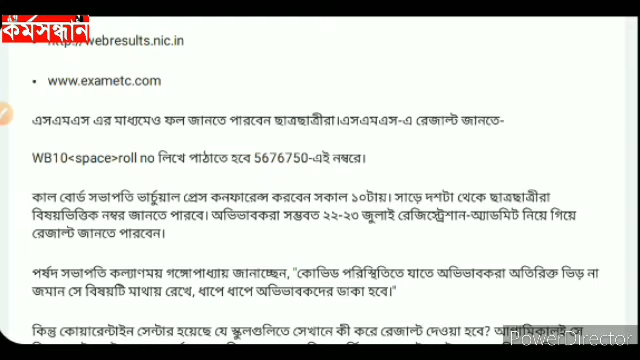 কর্মসন্ধান
http://webresults.nic.in
• www.exametc.com
এসএমএস এর মাধ্যমেও ফল জানতে পারবেন ছাত্রছাত্রীরা।এসএমএস-এ রেজাল্ট জানতে-
WB10<space>roll no লিখে পাঠাতে হবে 5676750-এই নম্বরে।
কাল বোর্ড সভাপতি ভার্চুয়াল প্রেস কনফারেন্স করবেন সকাল ১০টায়। সাড়ে দশটা থেকে ছাত্রছাত্রীরা
বিষয়ভিত্তিক নম্বর জানতে পারবে। অভিভাবকরা সম্ভবত ২২-২৩ জুলাই রেজিস্ট্রেশান-অ্যাডমিট নিয়ে গিয়ে
রেজাল্ট জানতে পারবেন।
পর্ষদ সভাপতি কল্যাণময় গঙ্গোপাধ্যায় জানাচ্ছেন, "কোভিড পরিস্থিতিতে যাতে অভিভাবকরা অতিরিক্ত ভিড় না
জমান সে বিষয়টি মাথায় রেখে, ধাপে ধাপে অভিভাবকদের ডাকা হবে।"
কিন্তু কোয়ারেন্টাইন সেন্টার হয়েছে যে স্কুলগুলিতে সেখানে কী করে রেজাল্ট দেওয়া হবে?
PowerDirector